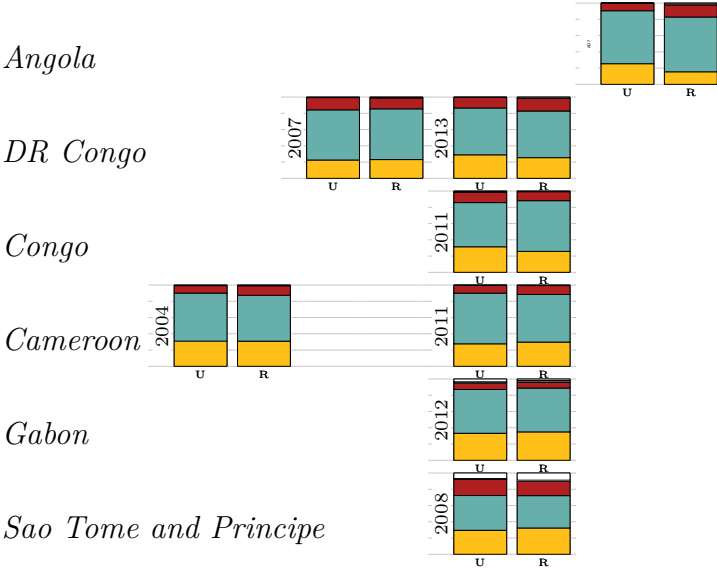 Angola
U R
DR Congo
2007 2013
U R U R
Congo
2011
U R
Cameroon
2004 2011
U R U R
Gabon
2012
U R
Sao Tome and Principe
2008
U R